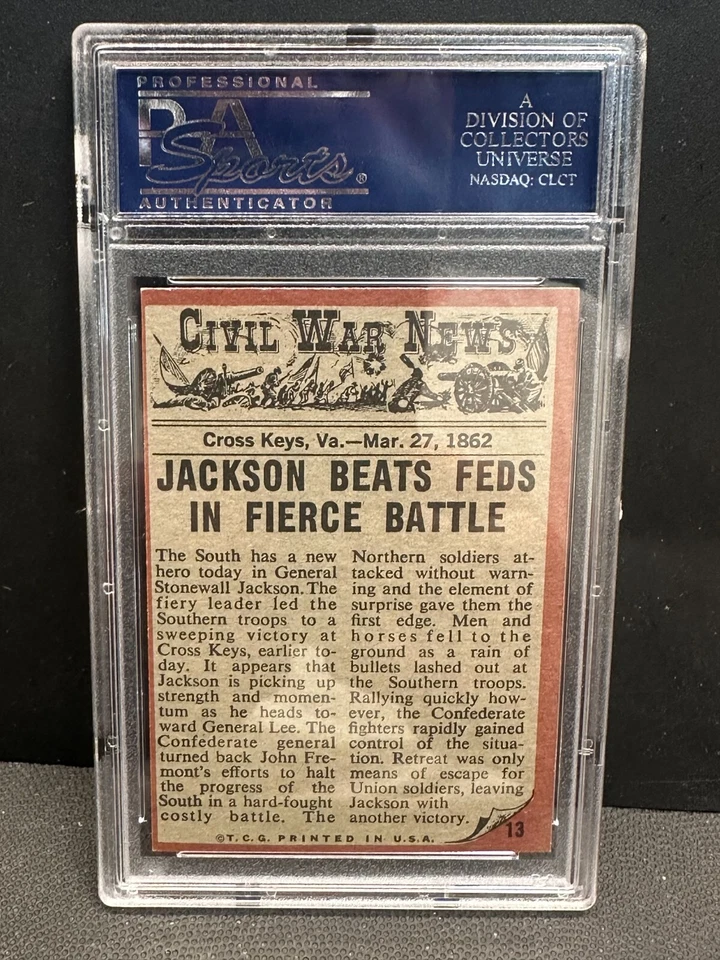 PROFESSIONAL
PSA
Sports®
AUTHENTICATOR
A
DIVISION OF
COLLECTORS
UNIVERSE
NASDAQ: CLCT
CIVIL WAR NEWS
Cross Keys, Va.—Mar. 27, 1862
JACKSON BEATS FEDS
IN FIERCE BATTLE
The South has a new
hero today in General
Stonewall Jackson. The
fiery leader led the
Southern troops to a
sweeping victory at
Cross Keys, earlier to-
day. It appears that
Jackson is picking up
strength and momen-
tum as he heads to-
ward General Lee. The
Confederate general
turned back John Fre-
mont's efforts to halt
the progress of the
South in a hard-fought
costly battle. The
Northern soldiers at-
tacked without warn-
ing and the element of
surprise gave them the
first edge. Men and
horses fell to the
ground as a rain of
bullets lashed out at
the Southern troops.
Rallying quickly how-
ever, the Confederate
fighters rapidly gained
control of the situa-
tion. Retreat was only
means of escape for
Union soldiers, leaving
Jackson with
another victory.
©T.C.G. PRINTED IN U.S.A.
13